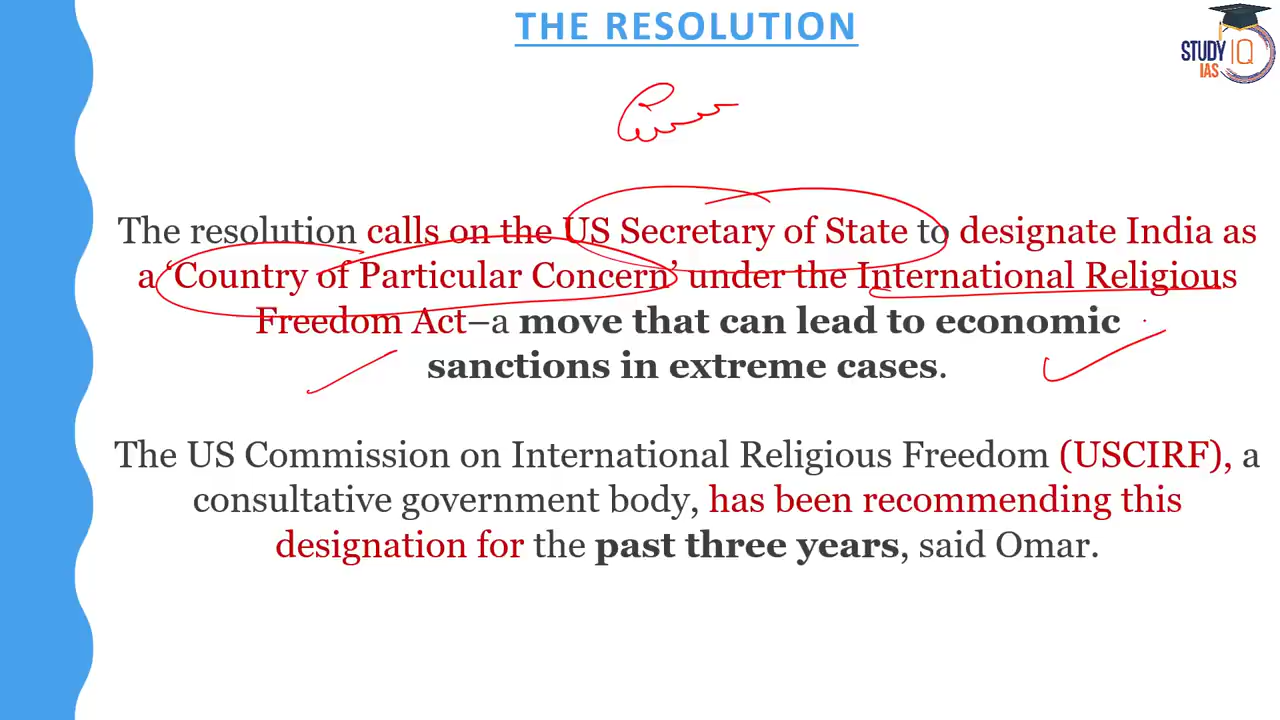 THE RESOLUTION
STUDY IQ
IAS
The resolution calls on the US Secretary of State to designate India as
a ‘Country of Particular Concern’ under the International Religious
Freedom Act–a move that can lead to economic
sanctions in extreme cases.
The US Commission on International Religious Freedom (USCIRF), a
consultative government body, has been recommending this
designation for the past three years, said Omar.